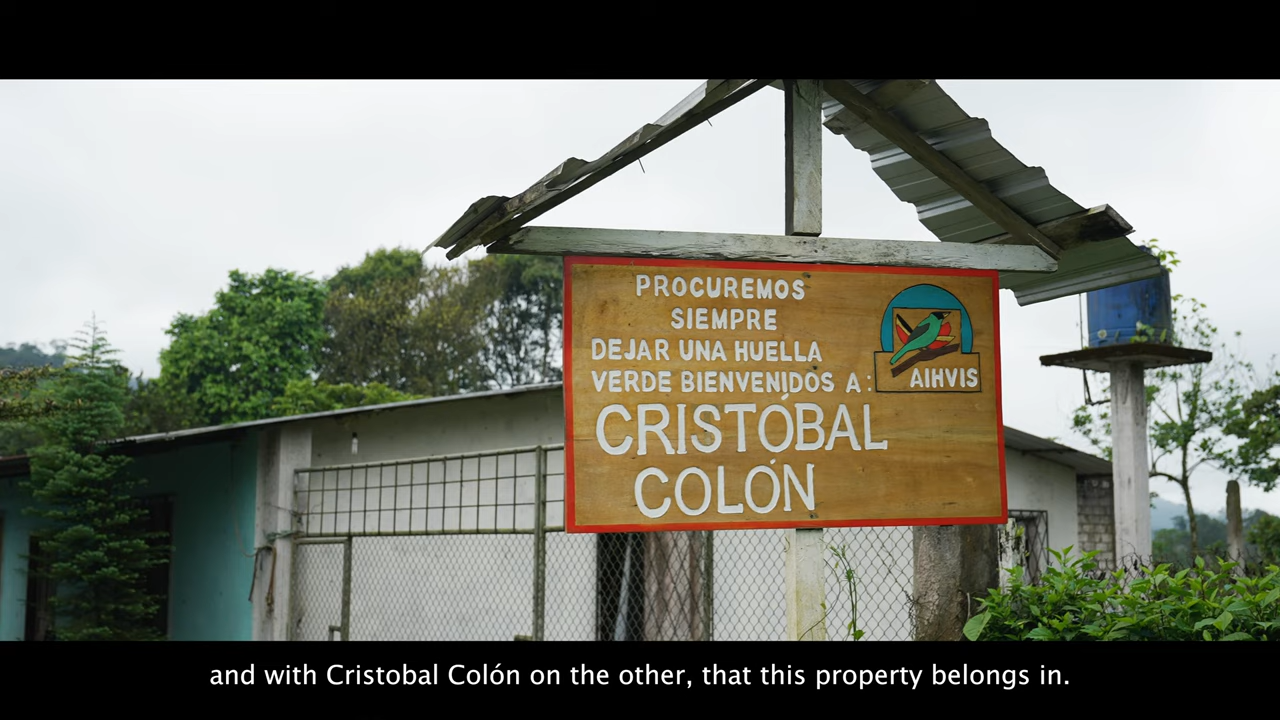 PROCUREMOS
SIEMPRE
DEJAR UNA HUELLA
VERDE BIENVENIDOS A:
AIHVIS
CRISTÓBAL
COLÓN
and with Cristobal Colón on the other, that this property belongs in.